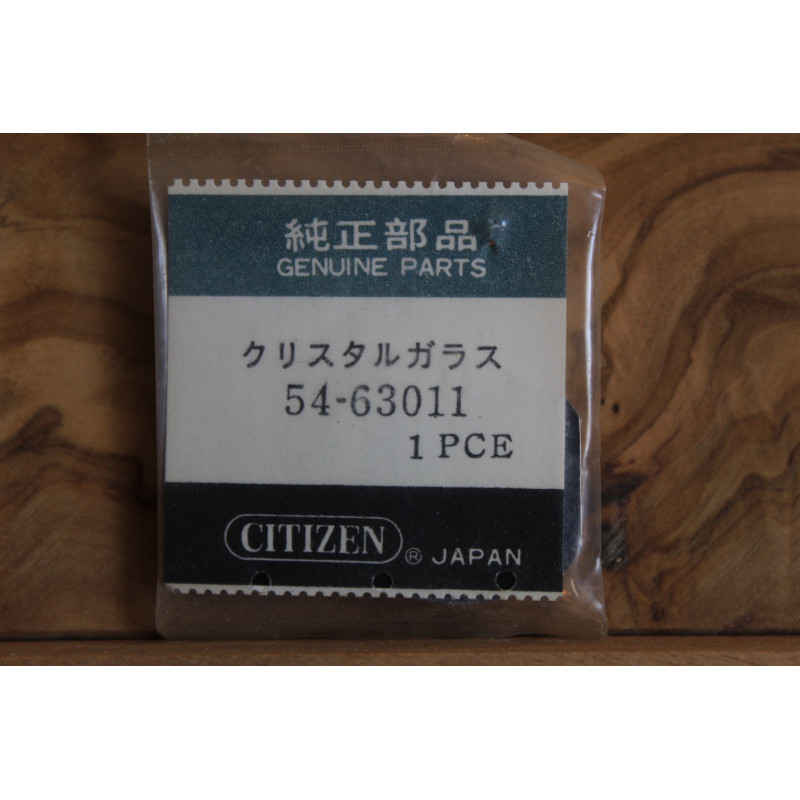 純正部品
GENUINE PARTS
クリスタルガラス
54-63011
1 PCE
CITIZEN ® JAPAN